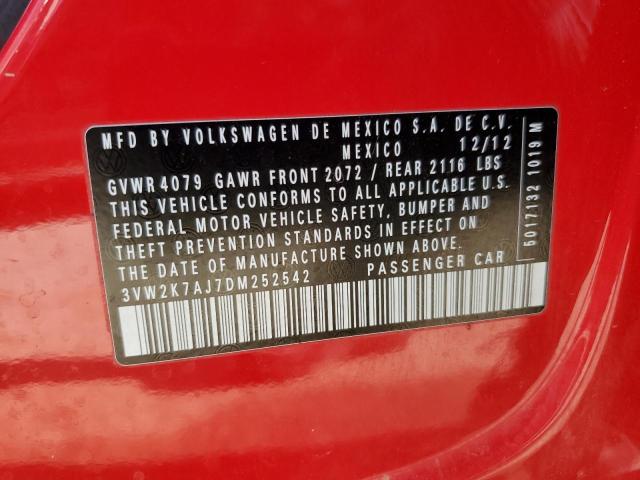 MFD BY VOLKSWAGEN DE MEXICO S.A. DE C.V.
MEXICO 12/12
GVWR 4079 GAWR FRONT 2072 / REAR 2116 LBS
THIS VEHICLE CONFORMS TO ALL APPLICABLE U.S.
FEDERAL MOTOR VEHICLE SAFETY, BUMPER AND
THEFT PREVENTION STANDARDS IN EFFECT ON
THE DATE OF MANUFACTURE SHOWN ABOVE.
3VW2K7AJ7DM252542 PASSENGER CAR
5017132 1019 M